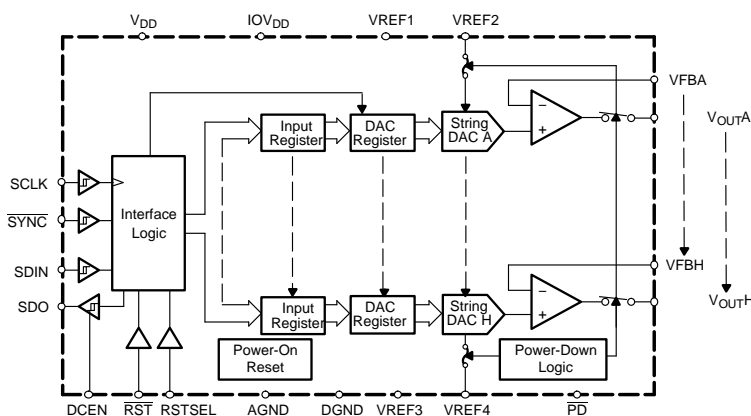 VDD IOVDD VREF1 VREF2
VFBA
Input Register
DAC Register
String DAC A
−
+
VOUTA
SCLK
SYNC
Interface Logic
SDIN
SDO
VFBH
Input Register
DAC Register
String DAC H
−
+
VOUTH
Power-On Reset
Power-Down Logic
DCEN RST RSTSEL AGND DGND VREF3 VREF4 PD